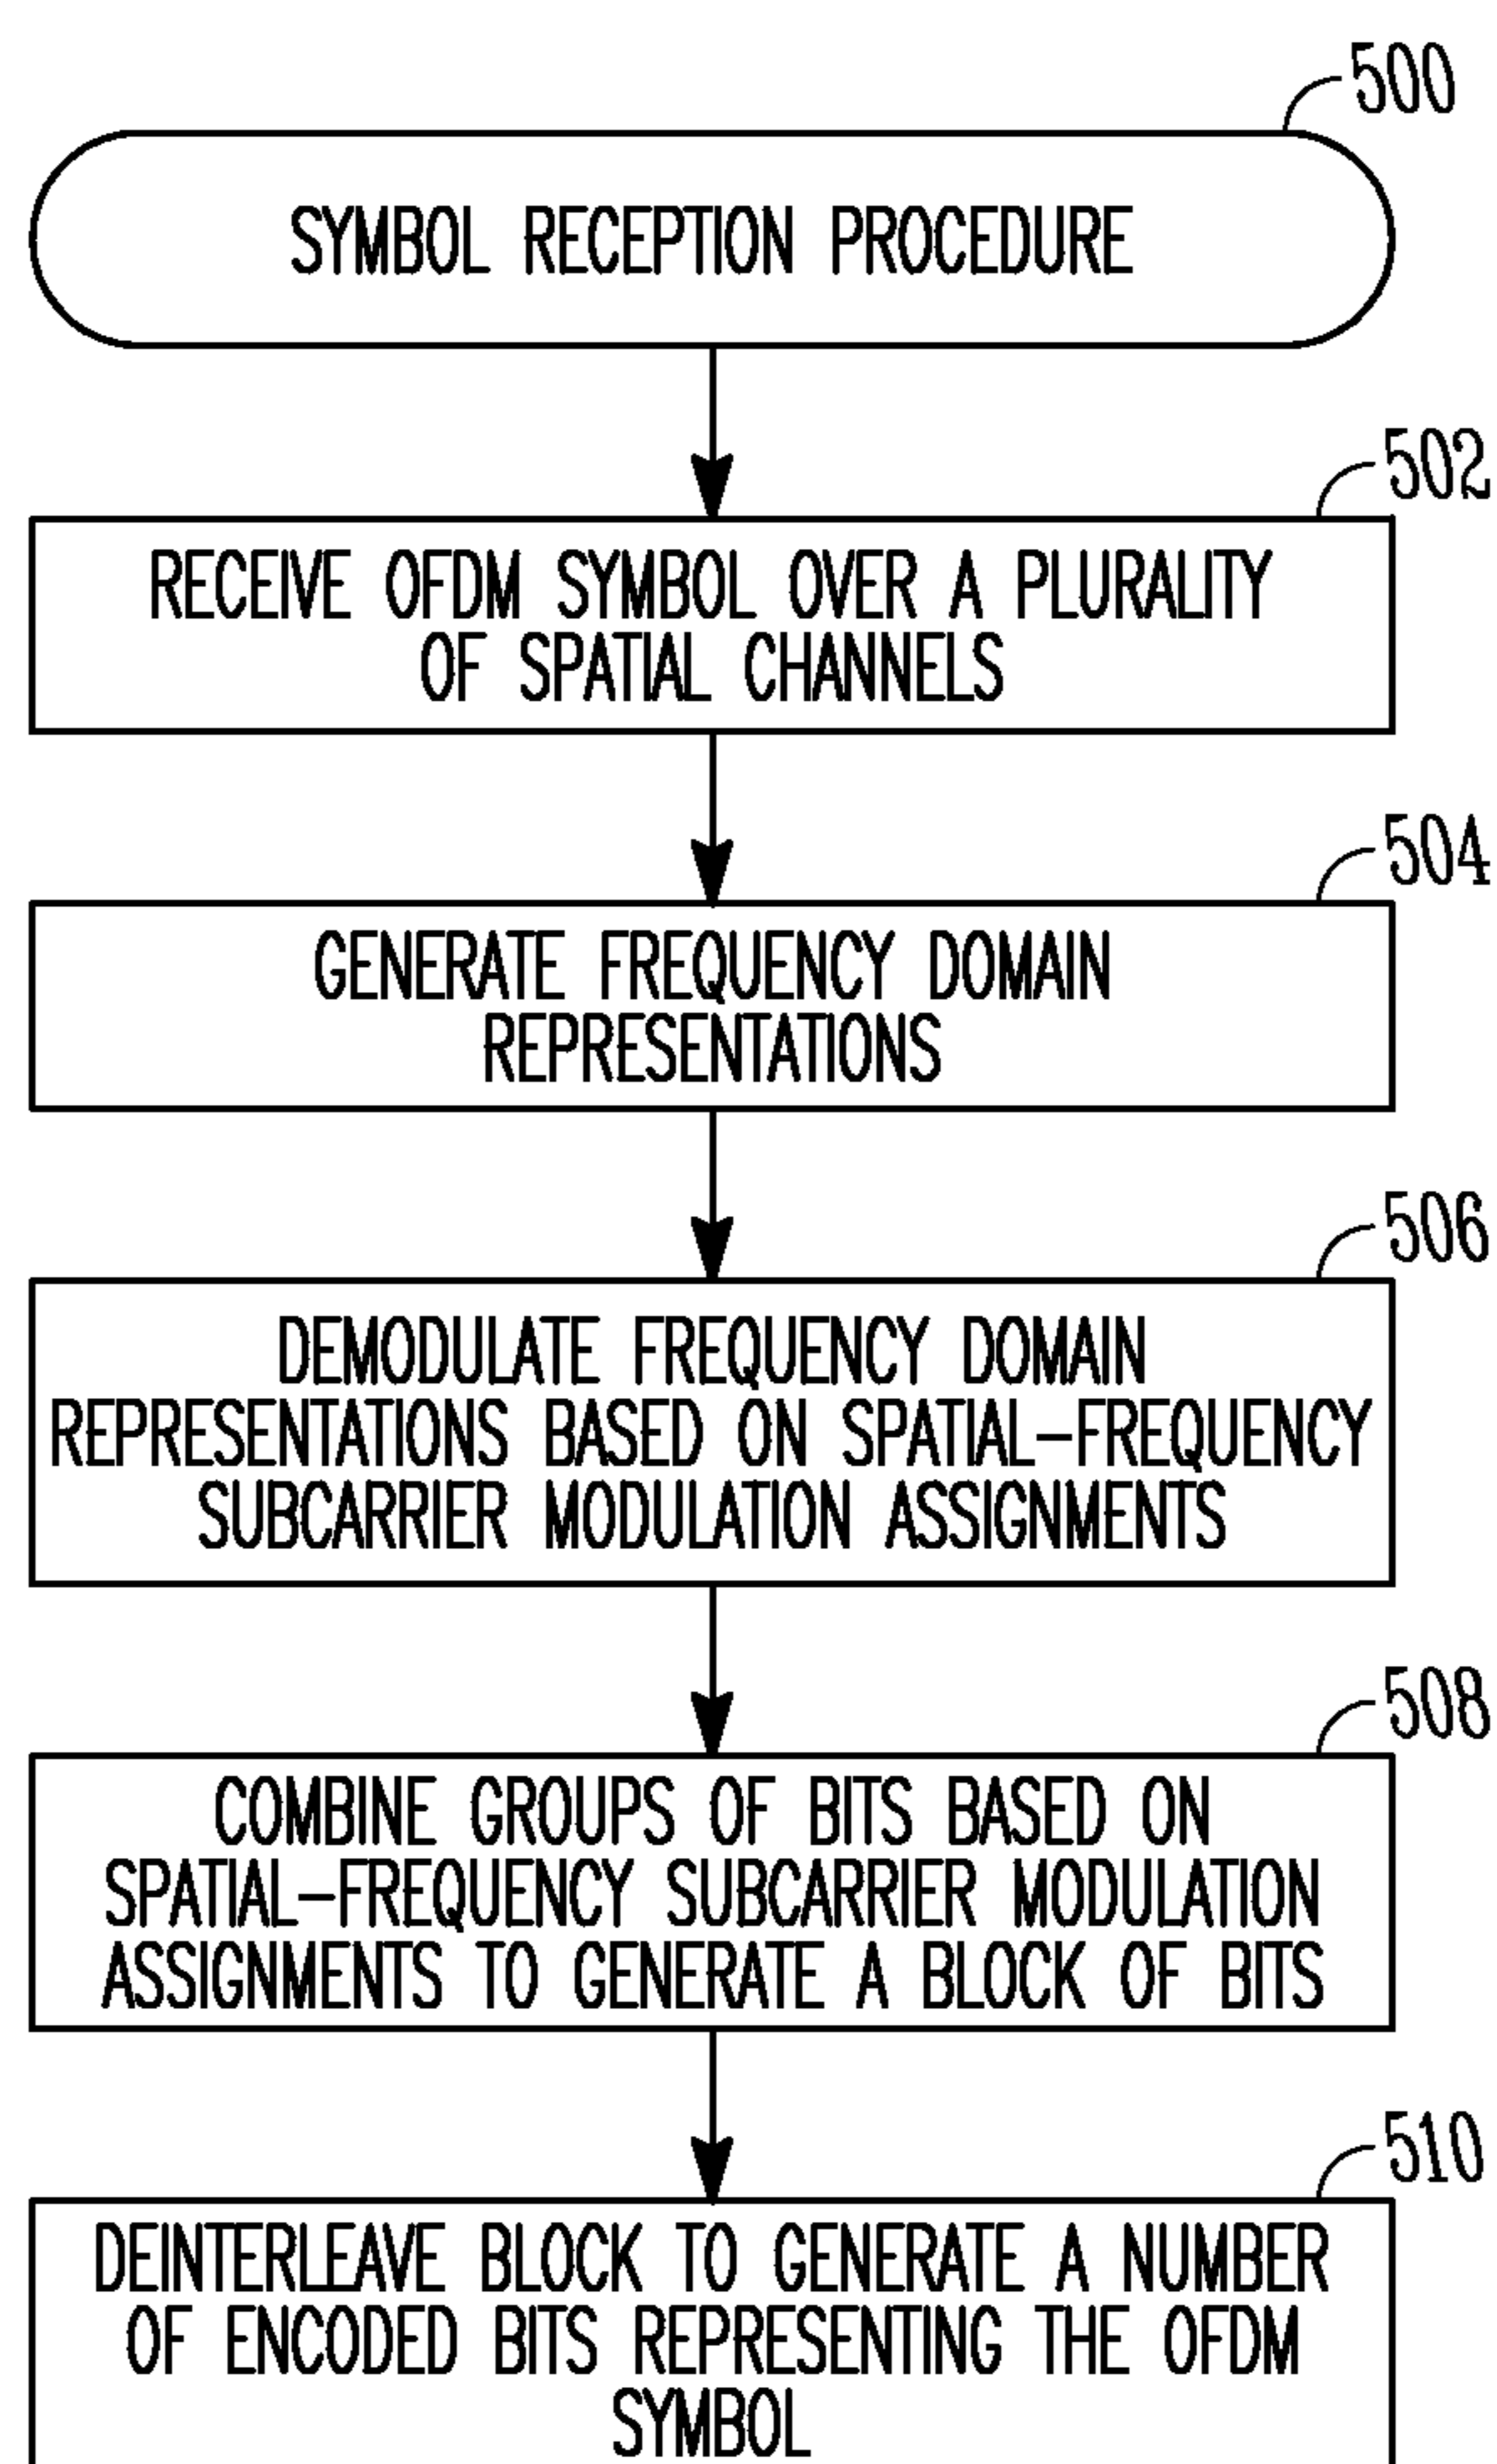 500
SYMBOL RECEPTION PROCEDURE
502
RECEIVE OFDM SYMBOL OVER A PLURALITY
OF SPATIAL CHANNELS
504
GENERATE FREQUENCY DOMAIN
REPRESENTATIONS
506
DEMODULATE FREQUENCY DOMAIN
REPRESENTATIONS BASED ON SPATIAL-FREQUENCY
SUBCARRIER MODULATION ASSIGNMENTS
508
COMBINE GROUPS OF BITS BASED ON
SPATIAL-FREQUENCY SUBCARRIER MODULATION
ASSIGNMENTS TO GENERATE A BLOCK OF BITS
510
DEINTERLEAVE BLOCK TO GENERATE A NUMBER
OF ENCODED BITS REPRESENTING THE OFDM
SYMBOL